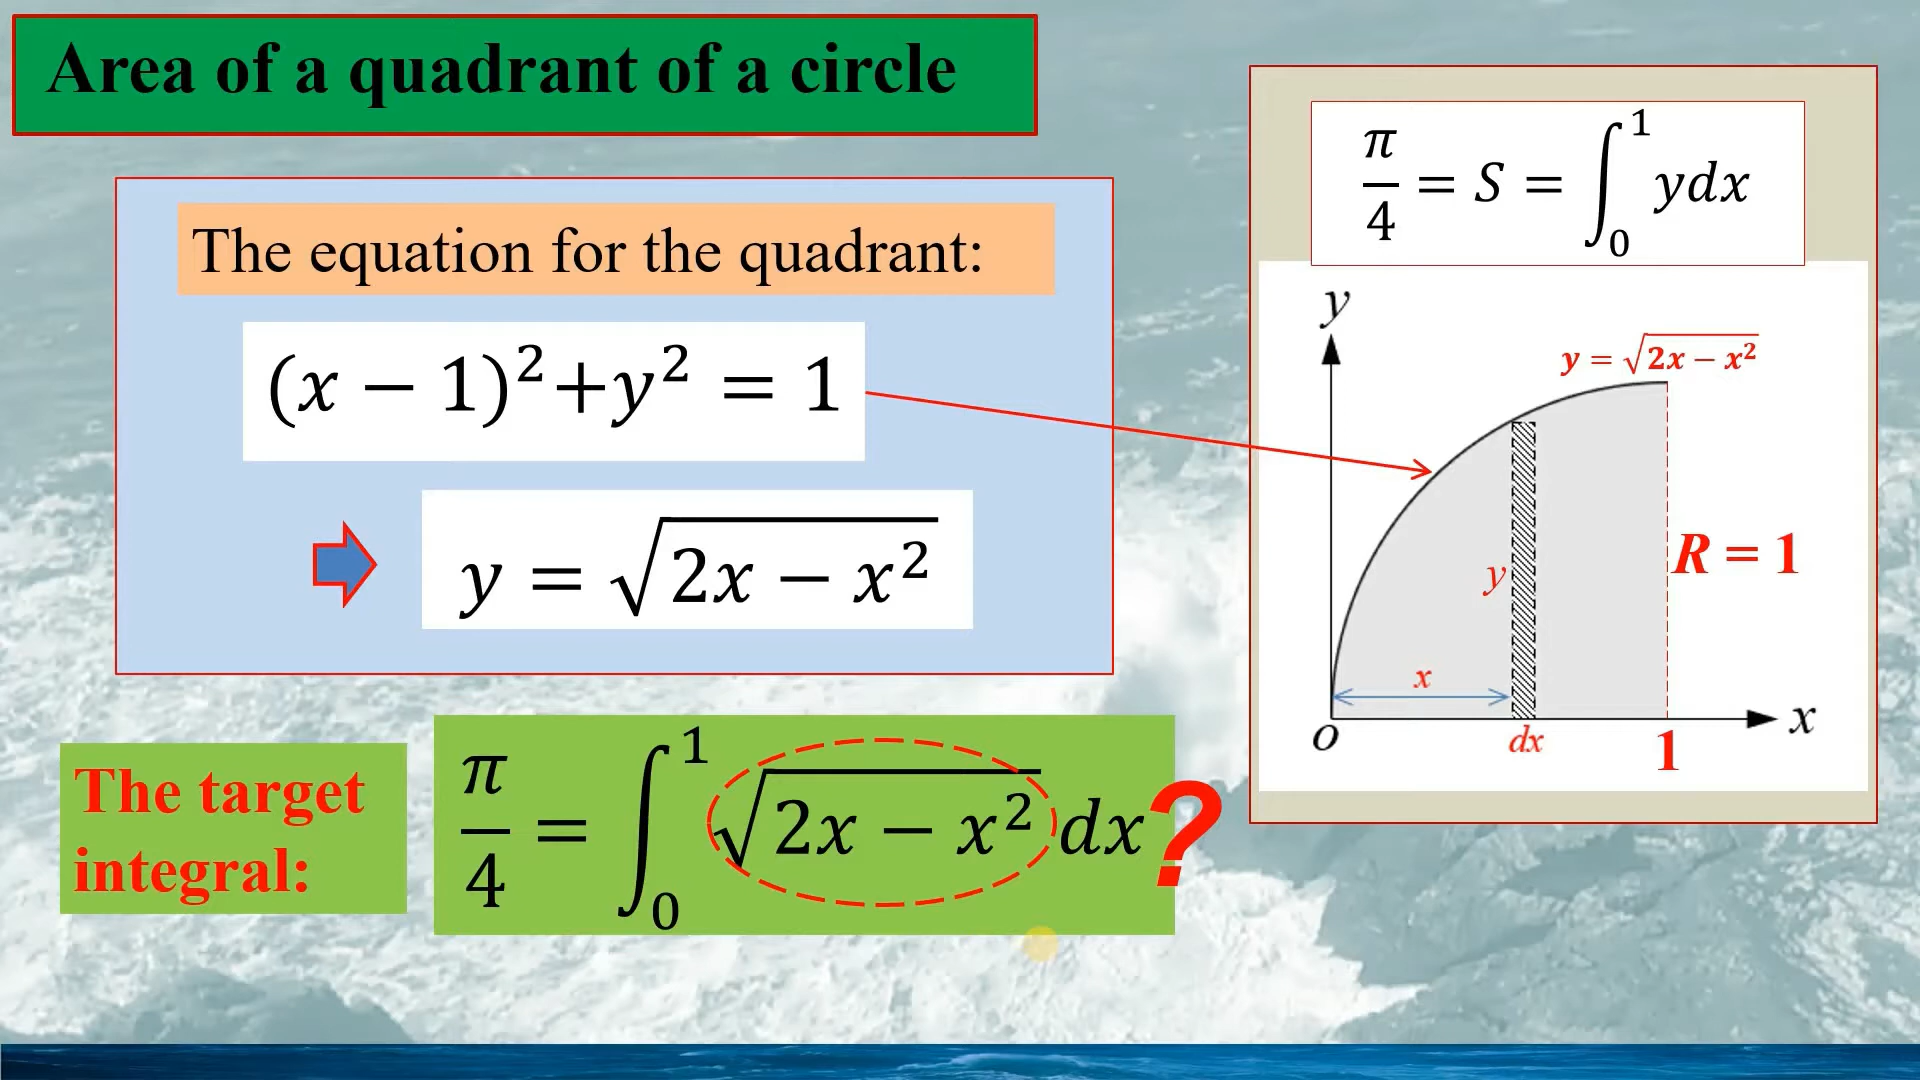 Area of a quadrant of a circle
The equation for the quadrant:
(x − 1)²+y² = 1
y = √(2x − x²)
The target
integral:
π/4 = ∫₀¹ √(2x − x²) dx ?
π/4 = S = ∫₀¹ ydx
y
y = √(2x − x²)
R = 1
y
x
O
dx
1
x